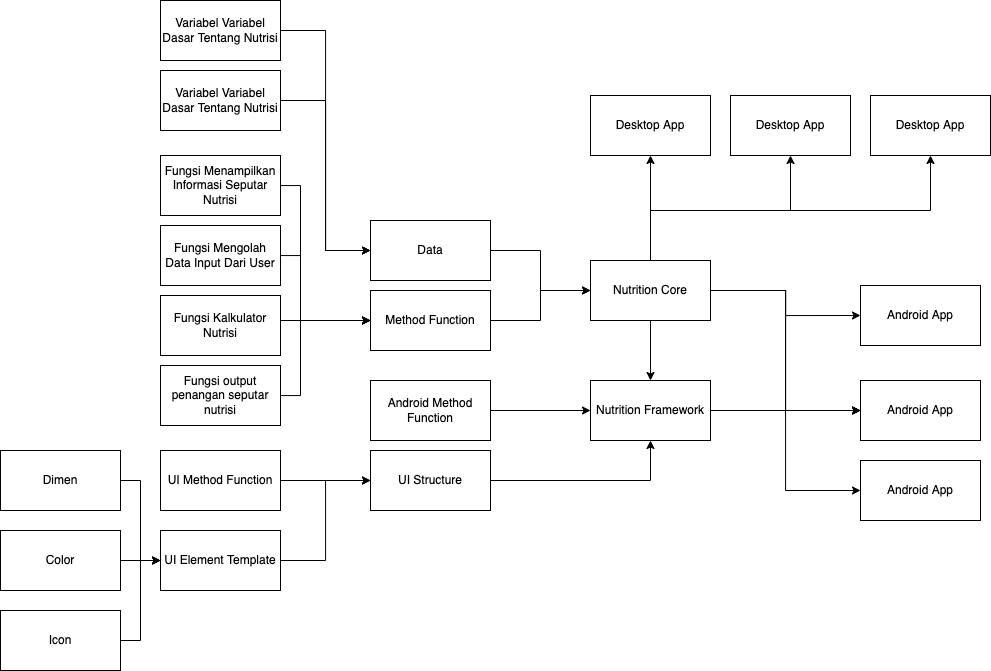 Variabel Variabel
Dasar Tentang Nutrisi
Variabel Variabel
Dasar Tentang Nutrisi
Fungsi Menampilkan
Informasi Seputar
Nutrisi
Fungsi Mengolah
Data Input Dari User
Fungsi Kalkulator
Nutrisi
Fungsi output
penangan seputar
nutrisi
Dimen
Color
Icon
UI Method Function
UI Element Template
Data
Method Function
Android Method
Function
UI Structure
Desktop App
Desktop App
Desktop App
Nutrition Core
Nutrition Framework
Android App
Android App
Android App